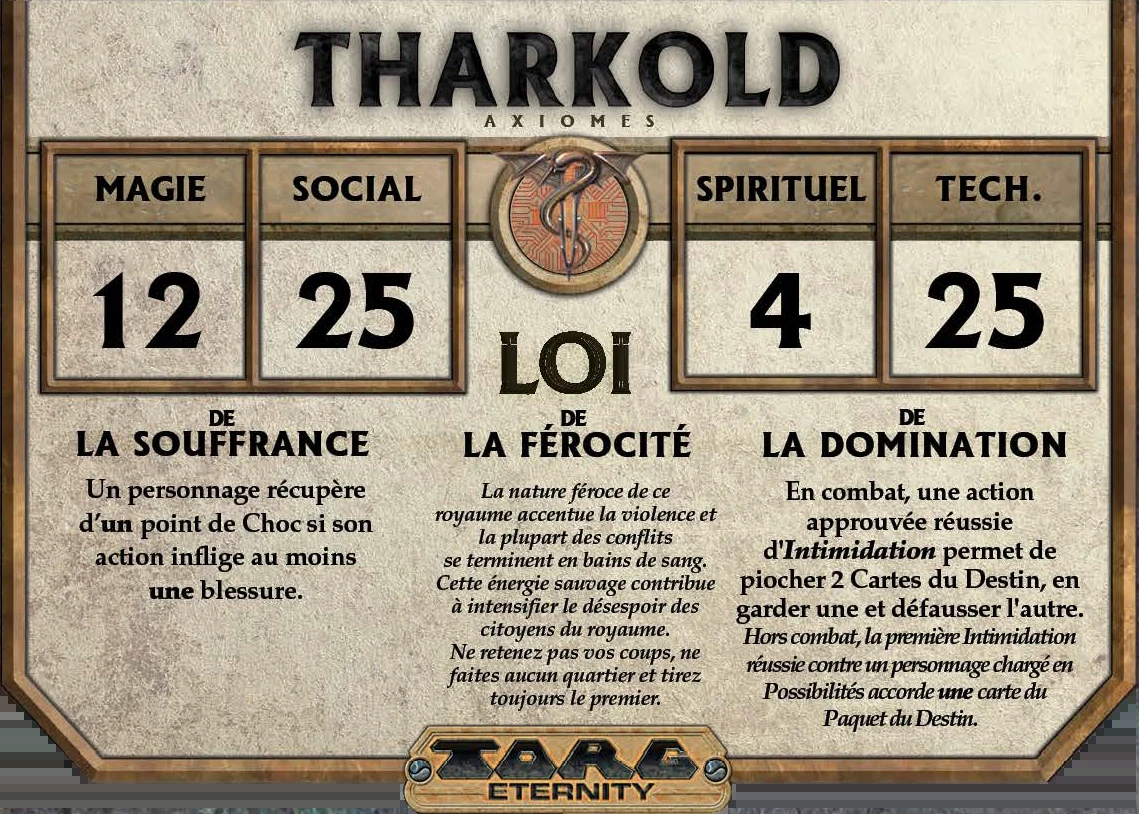 THARKOLD
AXIOMES
MAGIE
SOCIAL
SPIRITUEL
TECH.
12
25
4
25
LOI
DE
LA SOUFFRANCE
Un personnage récupère
d'un point de Choc si son
action inflige au moins
une blessure.
DE
LA FÉROCITÉ
La nature féroce de ce
royaume accentue la violence et
la plupart des conflits
se terminent en bains de sang.
Cette énergie sauvage contribue
à intensifier le désespoir des
citoyens du royaume.
Ne retenez pas vos coups, ne
faites aucun quartier et tirez
toujours le premier.
DE
LA DOMINATION
En combat, une action
approuvée réussie
d'Intimidation permet de
piocher 2 Cartes du Destin, en
garder une et défausser l'autre.
Hors combat, la première Intimidation
réussie contre un personnage chargé en
Possibilités accorde une carte du
Paquet du Destin.
TORG
ETERNITY